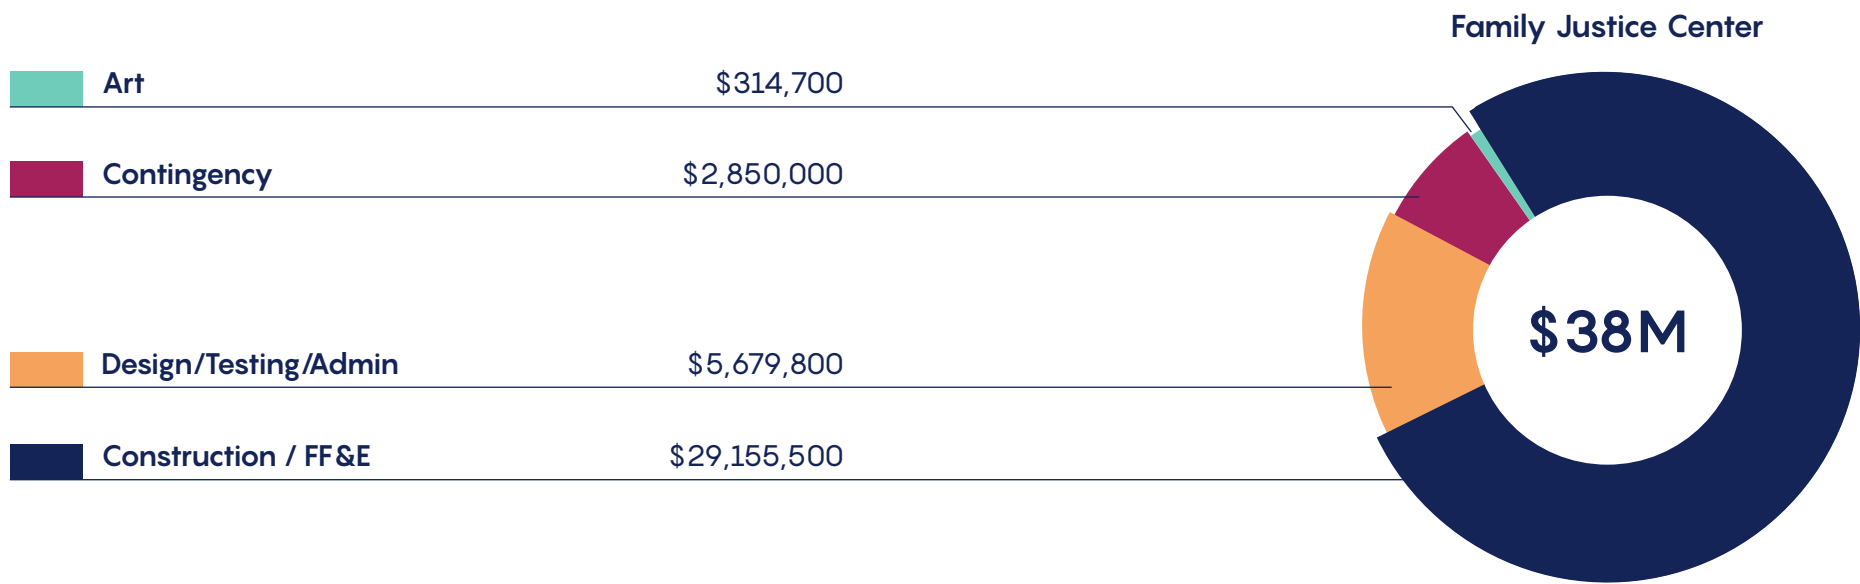 Family Justice Center
Art $314,700
Contingency $2,850,000
Design/Testing/Admin $5,679,800
Construction / FF&E $29,155,500
$38M